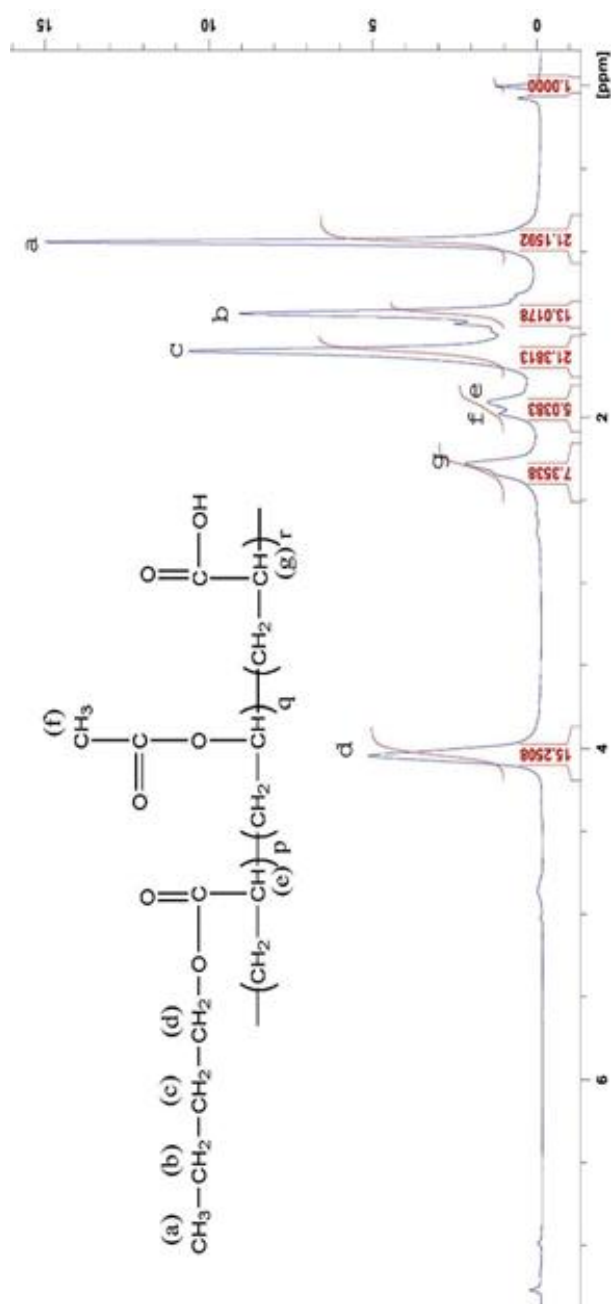 (a) (b) (c) (d)
CH3—CH2—CH2—CH2—O
O
C
(CH2—CH)p
(e)
(f)
CH3
O
C
O
(CH2—CH)q
O
C—OH
(CH2—CH)r
(g)
15
10
5
0
a
b
c
d
e
f
g
1.0000
21.1592
13.0178
21.3813
5.0383
7.3538
15.2508
[ppm]
2
4
6